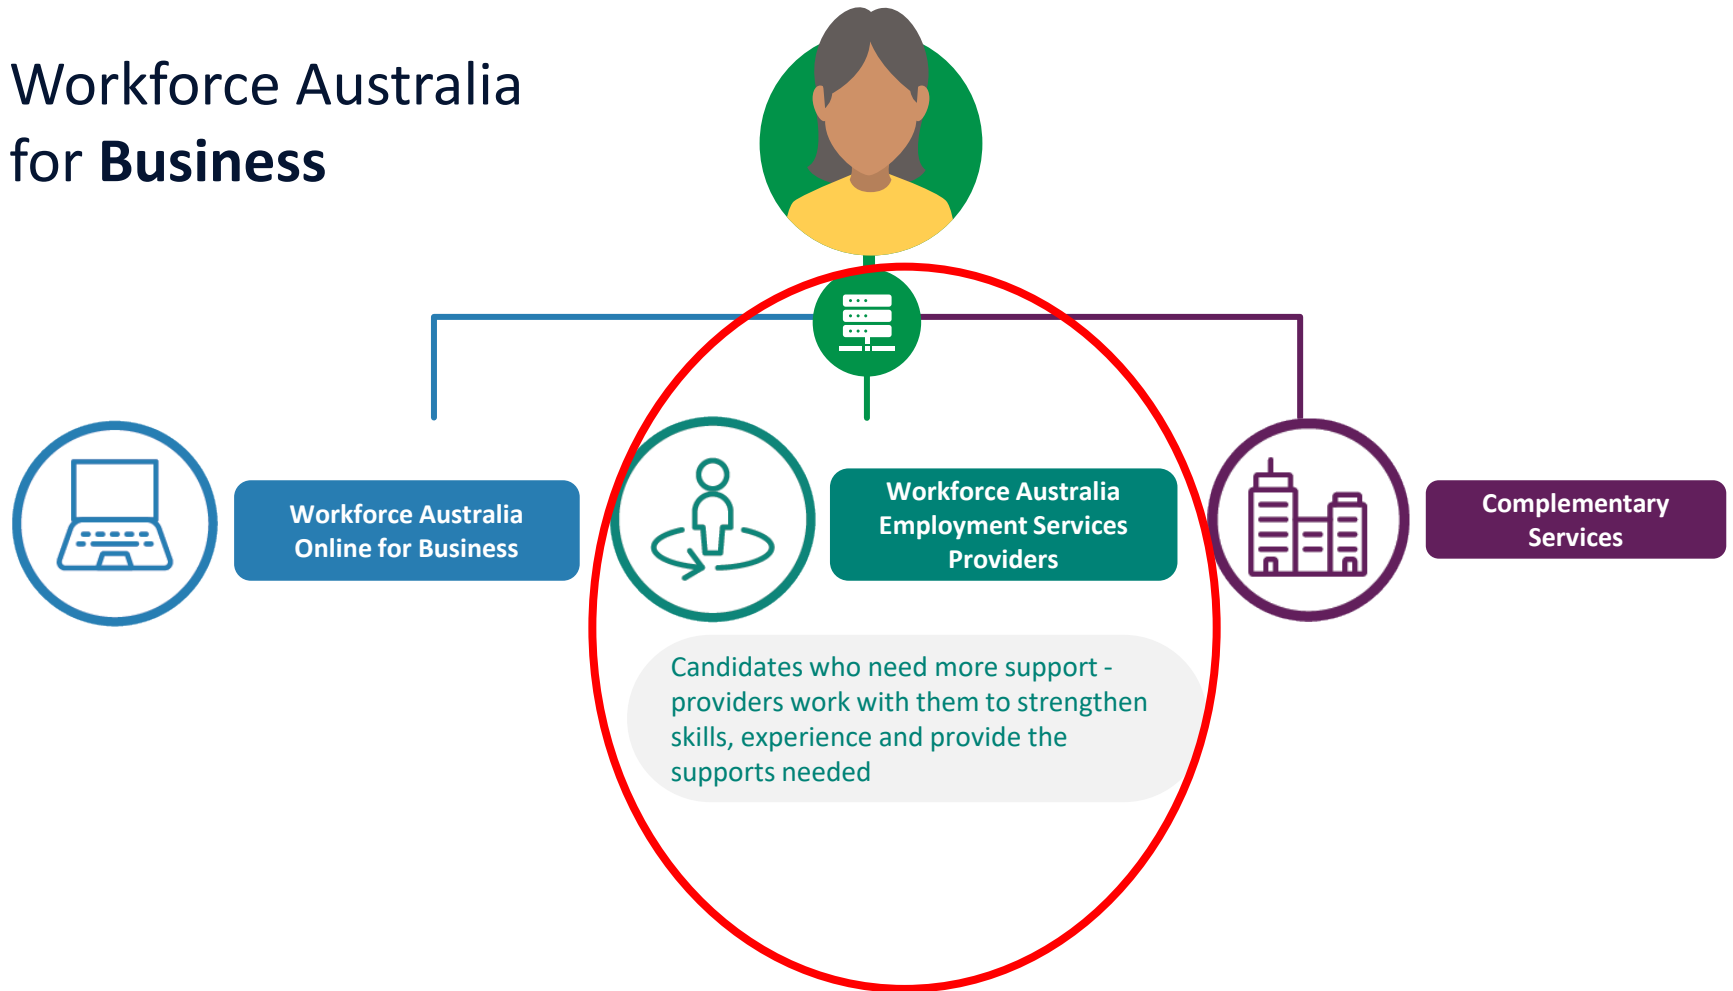 Workforce Australia
for Business
Workforce Australia
Online for Business
Workforce Australia
Employment Services
Providers
Complementary
Services
Candidates who need more support -
providers work with them to strengthen
skills, experience and provide the
supports needed